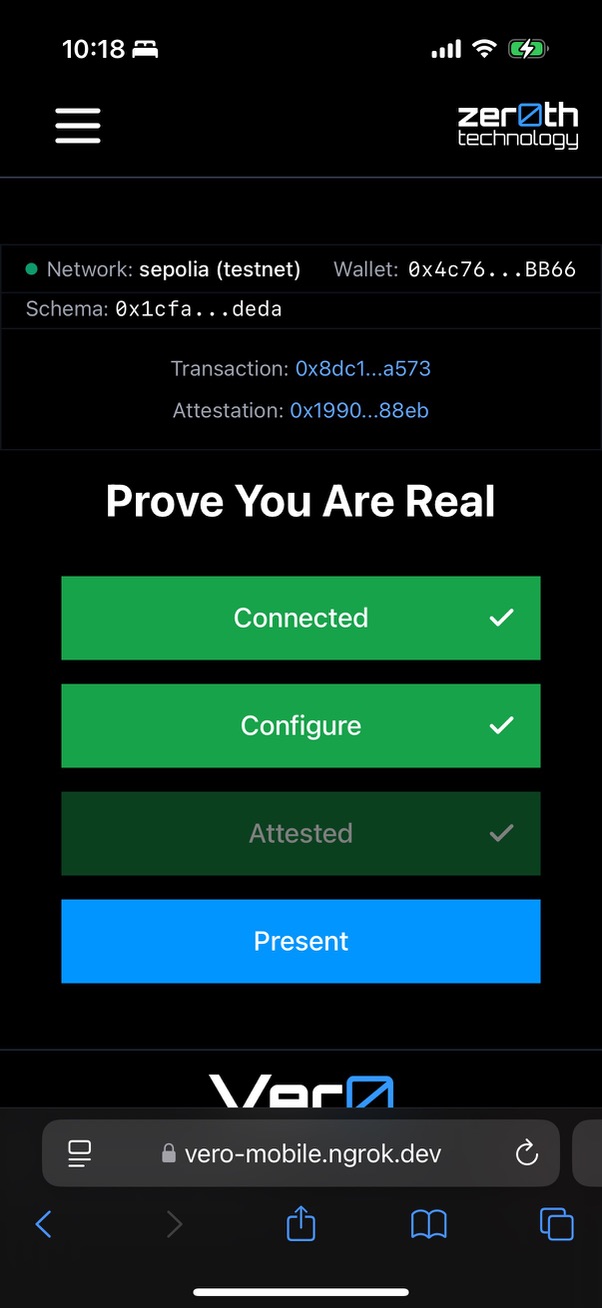 10:18
zer0th
technology
Network: sepolia (testnet) Wallet: 0x4c76...BB66
Schema: 0x1cfa...deda
Transaction: 0x8dc1...a573
Attestation: 0x1990...88eb
Prove You Are Real
Connected
Configure
Attested
Present
Ver0
vero-mobile.ngrok.dev